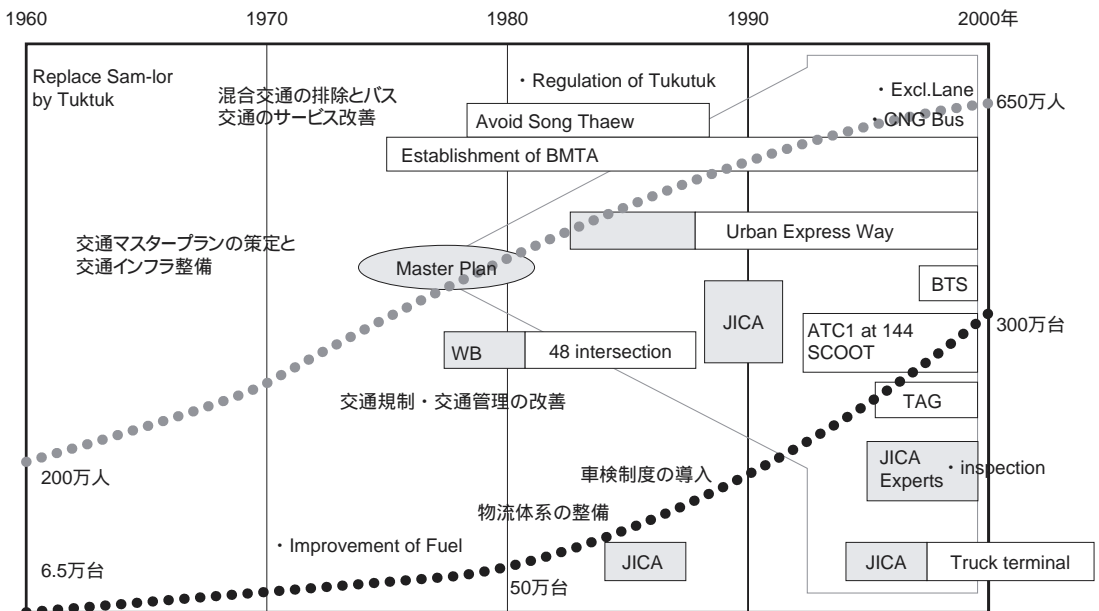 1960 1970 1980 1990 2000年
Replace Sam-lor
by Tuktuk
混合交通の排除とバス
交通のサービス改善
・Regulation of Tukutuk
・Excl.Lane
650万人
・CNG Bus
Avoid Song Thaew
Establishment of BMTA
交通マスタープランの策定と
交通インフラ整備
Urban Express Way
Master Plan
BTS
JICA
300万台
ATC1 at 144
SCOOT
WB
48 intersection
交通規制・交通管理の改善
TAG
200万人
車検制度の導入
JICA
Experts
・inspection
物流体系の整備
・Improvement of Fuel
6.5万台
50万台
JICA
JICA
Truck terminal